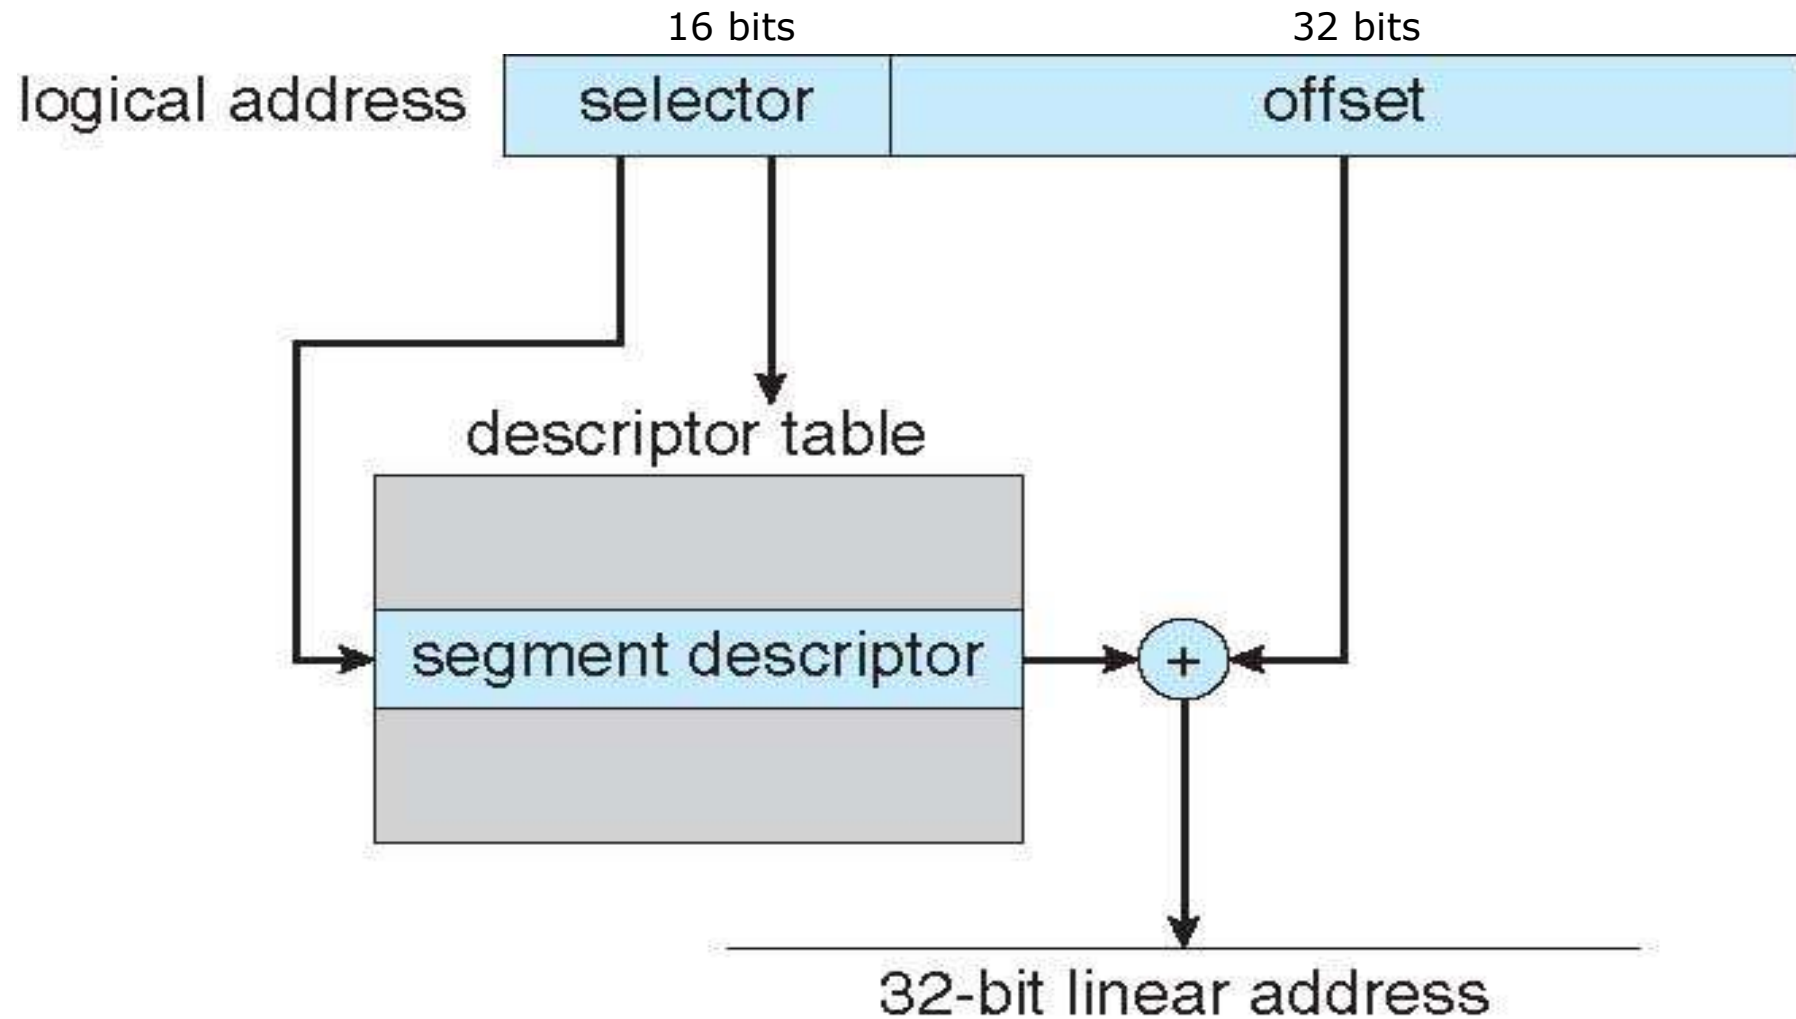 16 bits
32 bits
logical address
selector
offset
descriptor table
segment descriptor
+
32-bit linear address